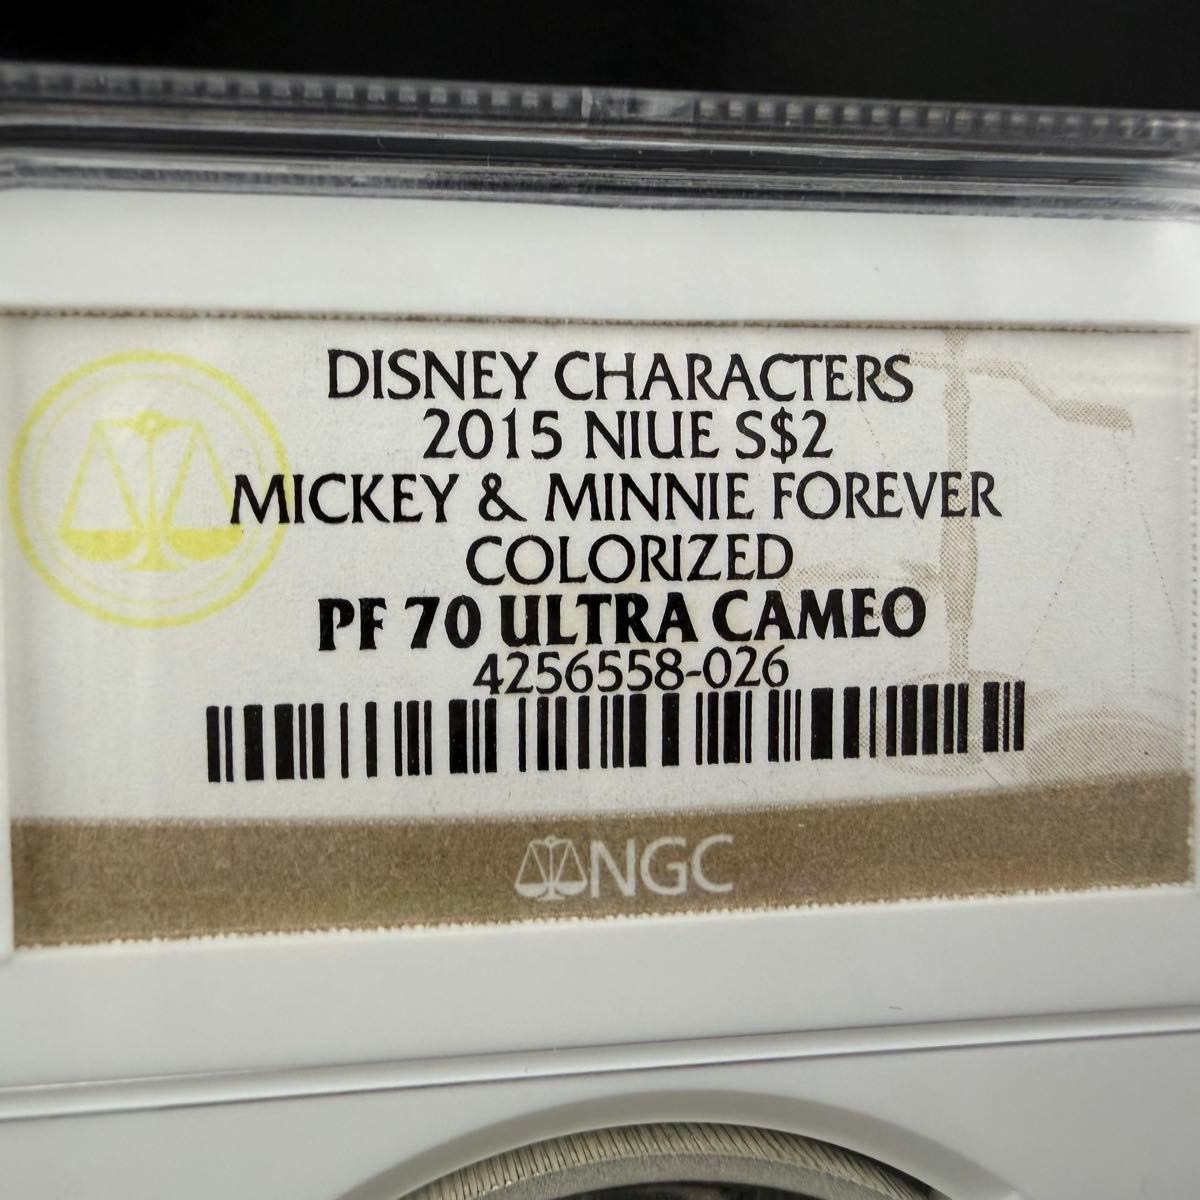 DISNEY CHARACTERS
2015 NIUE S$2
MICKEY & MINNIE FOREVER
COLORIZED
PF 70 ULTRA CAMEO
4256558-026
NGC